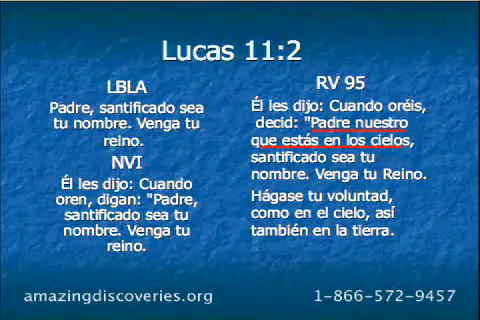 Lucas 11:2
LBLA
Padre, santificado sea
tu nombre. Venga tu
reino.
NVI
Él les dijo: Cuando
oren, digan: "Padre,
santificado sea tu
nombre. Venga tu
reino.
RV 95
Él les dijo: Cuando oréis,
decid: "Padre nuestro
que estás en los cielos,
santificado sea tu
nombre. Venga tu Reino.
Hágase tu voluntad,
como en el cielo, así
también en la tierra.
amazingdiscoveries.org
1-866-572-9457